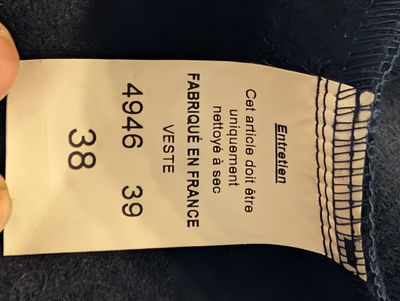 Entretien
Cet article doit être
uniquement
nettoyé à sec
FABRIQUÉ EN FRANCE
VESTE
4946 39
38